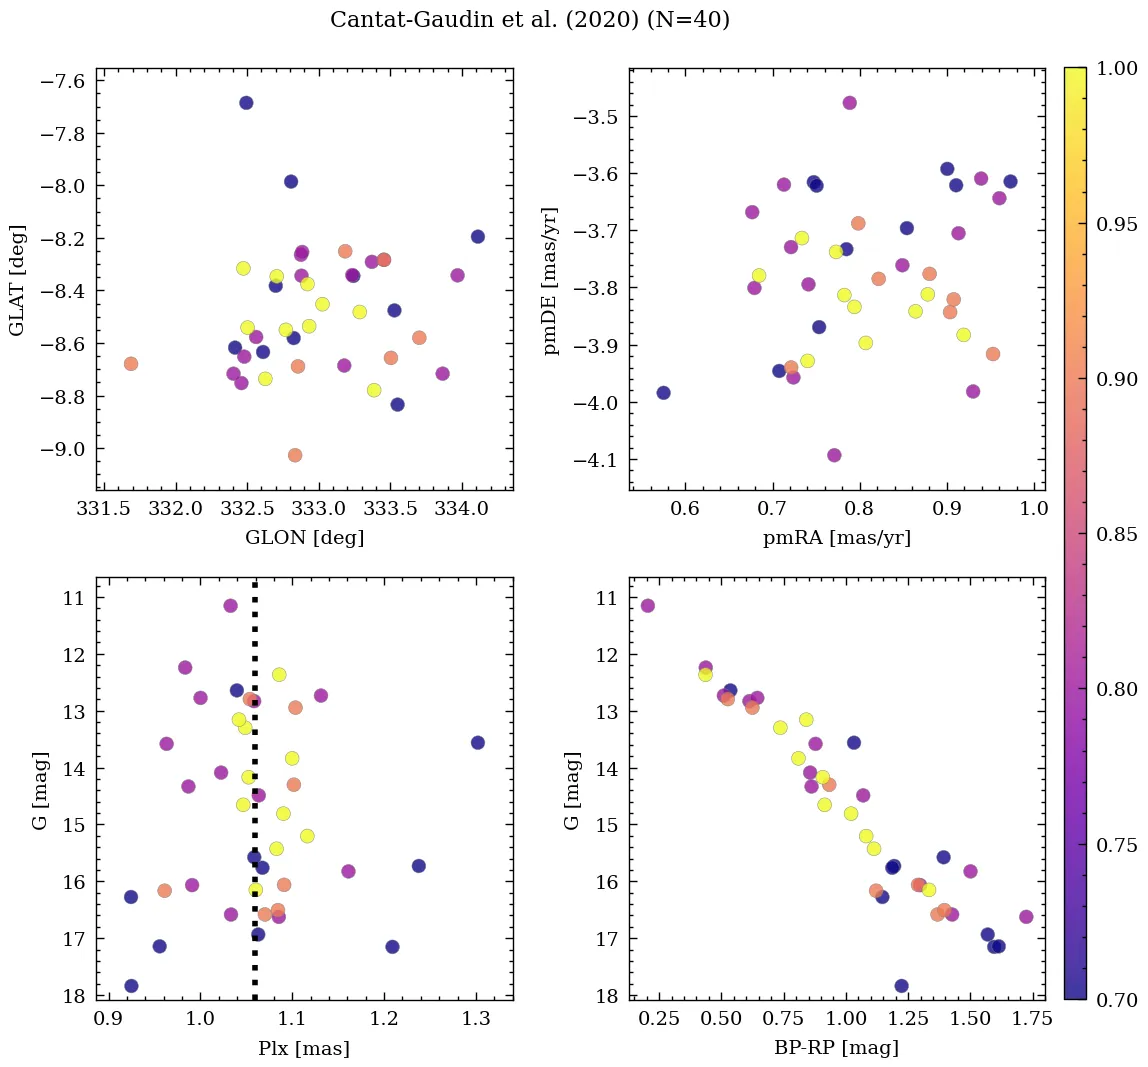 Cantat-Gaudin et al. (2020) (N=40)
−7.6
−7.8
−8.0
−8.2
−8.4
−8.6
−8.8
−9.0
GLAT [deg]
331.5 332.0 332.5 333.0 333.5 334.0
GLON [deg]
−3.5
−3.6
−3.7
−3.8
−3.9
−4.0
−4.1
pmDE [mas/yr]
0.6 0.7 0.8 0.9 1.0
pmRA [mas/yr]
11
12
13
14
15
16
17
18
G [mag]
0.9 1.0 1.1 1.2 1.3
Plx [mas]
11
12
13
14
15
16
17
18
G [mag]
0.25 0.50 0.75 1.00 1.25 1.50 1.75
BP-RP [mag]
1.00
0.95
0.90
0.85
0.80
0.75
0.70